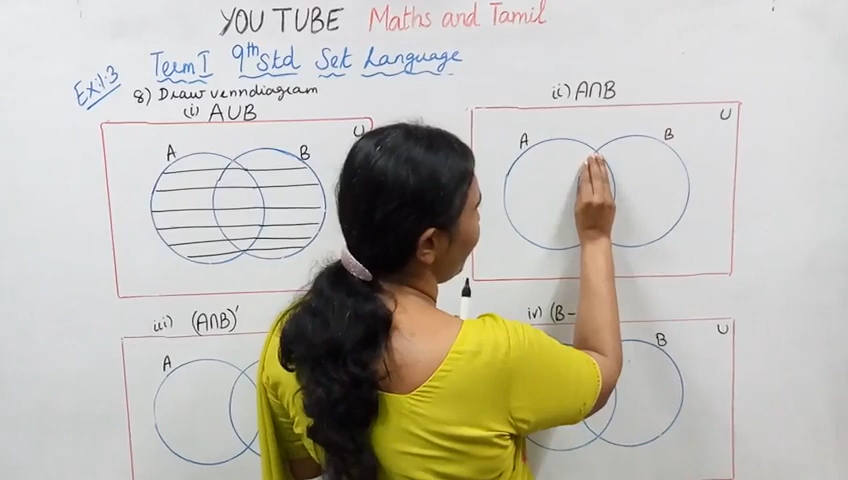 YOU TUBE Maths and Tamil
Term I 9th Std Set Language
Ex:1.3
8) Draw venndiagram
(i) A∪B
U
A
B
ii) A∩B
U
A
B
iii) (A∩B)'
A
iv) (B-
U
B